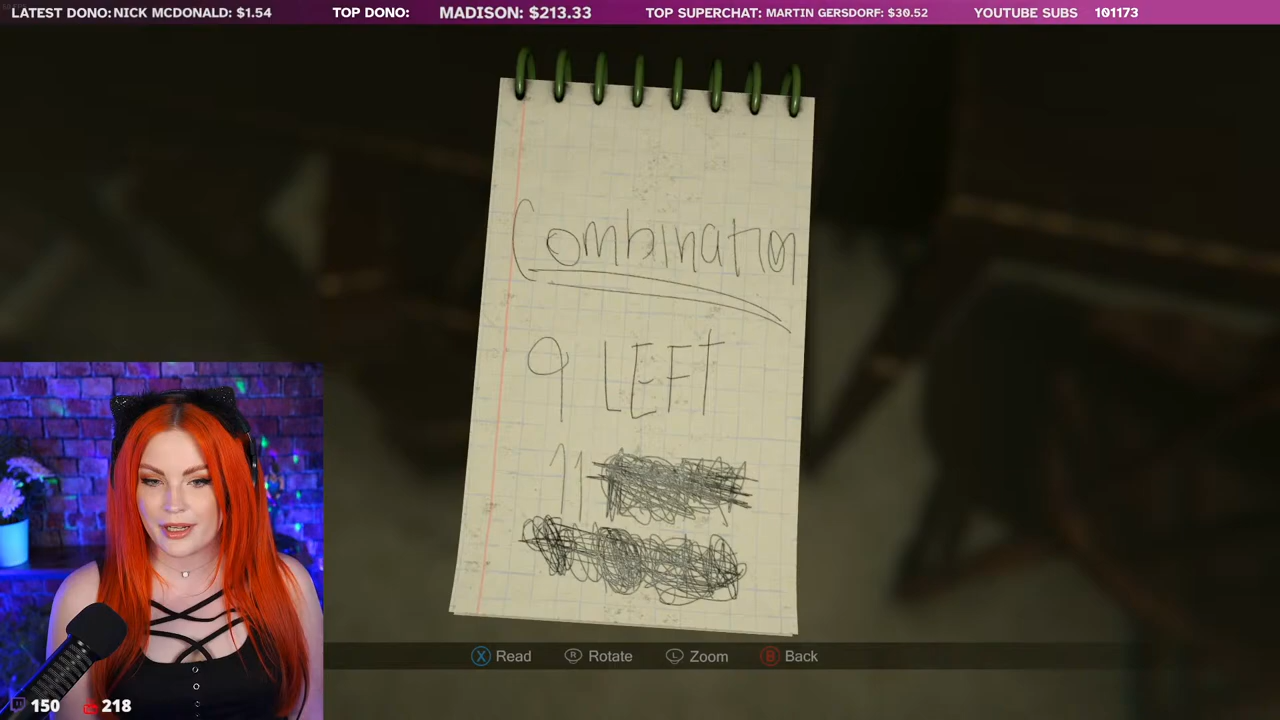 LATEST DONO: NICK MCDONALD: $1.54 TOP DONO: MADISON: $213.33 TOP SUPERCHAT: MARTIN GERSDORF: $30.52 YOUTUBE SUBS 101173
Combination
9 LEFT
11
X Read R Rotate L Zoom B Back
150 218